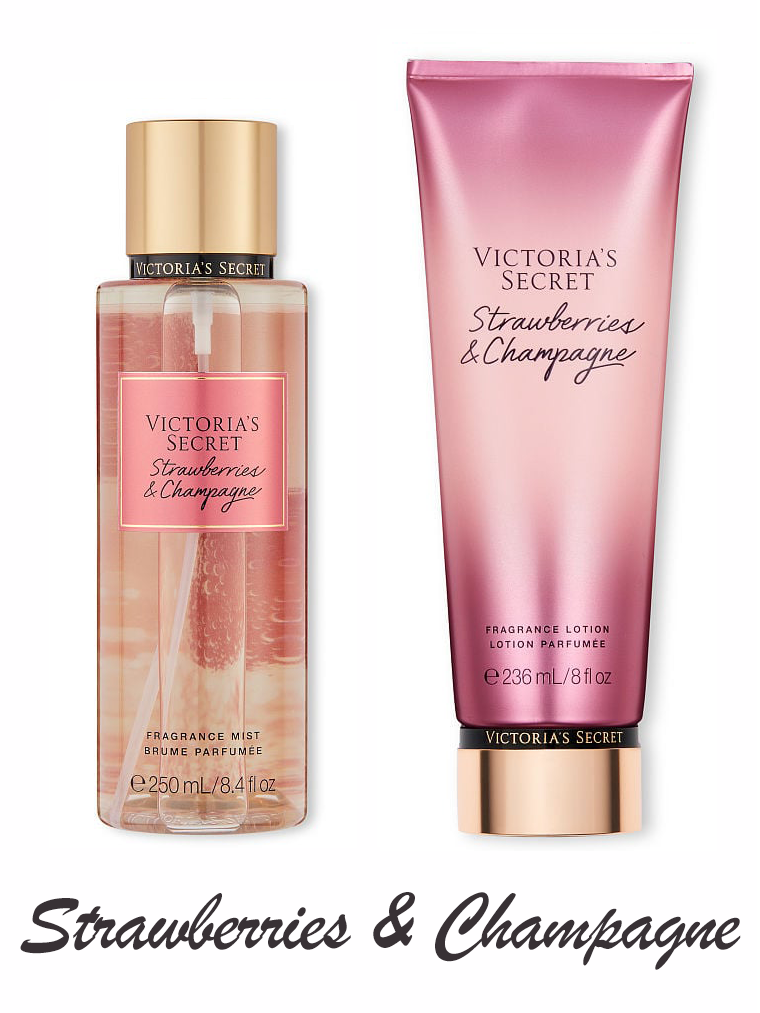 VICTORIA'S SECRET
VICTORIA'S
SECRET
Strawberries
& Champagne
FRAGRANCE MIST
BRUME PARFUMÉE
℮ 250 mL/8.4 fl oz
VICTORIA'S
SECRET
Strawberries
& Champagne
FRAGRANCE LOTION
LOTION PARFUMÉE
℮ 236 mL/8 fl oz
VICTORIA'S SECRET
Strawberries & Champagne